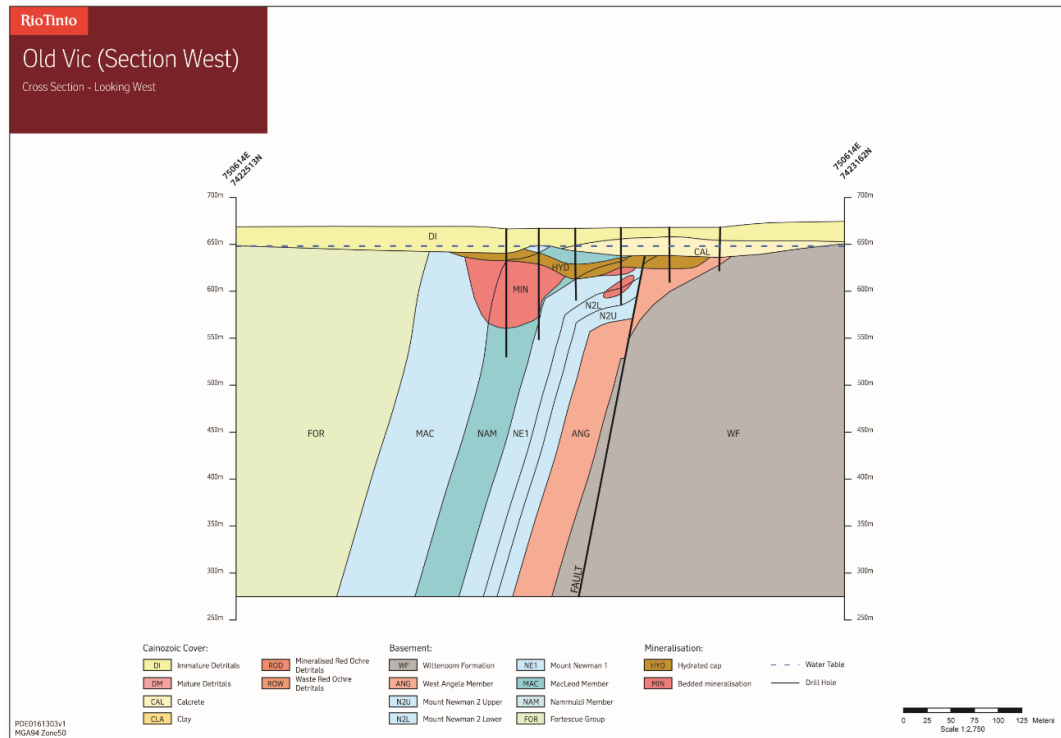 RioTinto
Old Vic (Section West)
Cross Section - Looking West
750614E
7422513N
750614E
7423162N
700m
650m
600m
550m
500m
450m
400m
350m
300m
250m
700m
650m
600m
550m
500m
450m
400m
350m
300m
250m
DI
CAL
HYD
MIN
N2L
N2U
FOR
MAC
NAM
NE1
ANG
WF
FAULT
Cainozoic Cover:
DI Immature Detritals
DM Mature Detritals
CAL Calcrete
CLA Clay
ROD Mineralised Red Ochre
Detritals
ROW Waste Red Ochre
Detritals
Basement:
WF Wittenoom Formation
ANG West Angela Member
N2U Mount Newman 2 Upper
N2L Mount Newman 2 Lower
NE1 Mount Newman 1
MAC MacLeod Member
NAM Nammuldi Member
FOR Fortescue Group
Mineralisation:
HYD Hydrated cap
MIN Bedded mineralisation
Water Table
Drill Hole
PDE0161303v1
MGA94 Zone50
0 25 50 75 100 125 Meters
Scale 1:2,750